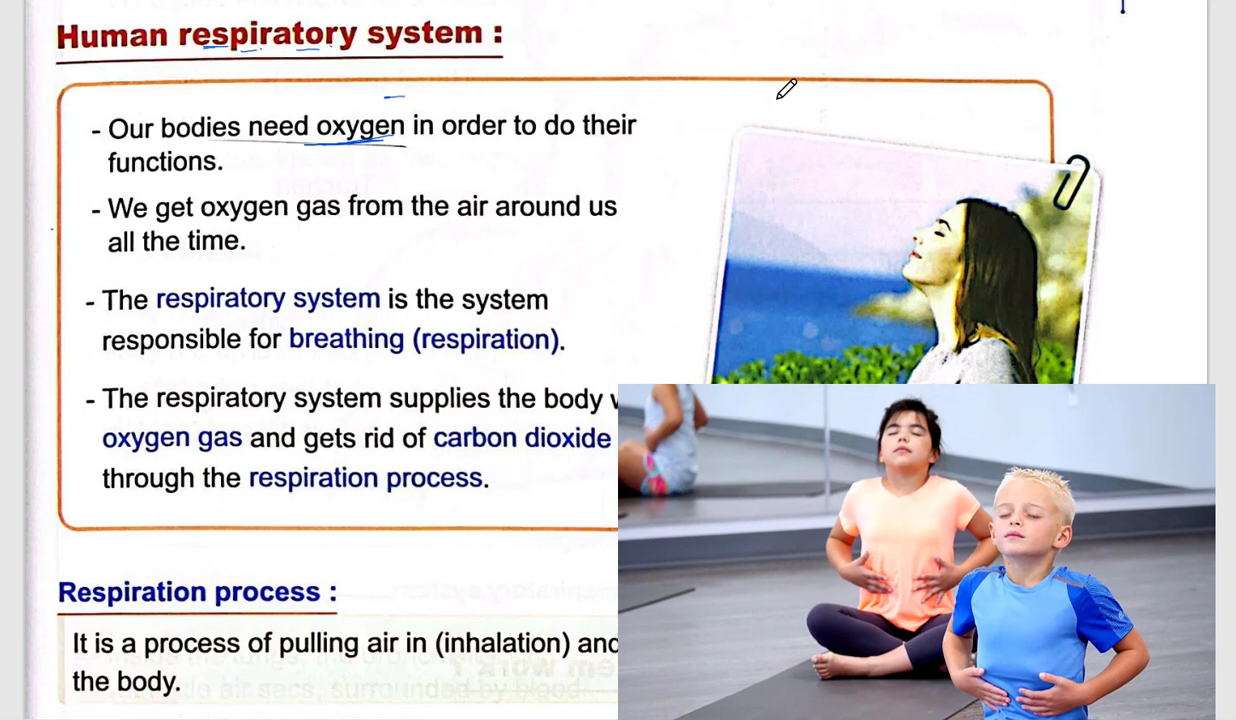 Human respiratory system :
- Our bodies need oxygen in order to do their
functions.
- We get oxygen gas from the air around us
all the time.
- The respiratory system is the system
responsible for breathing (respiration).
- The respiratory system supplies the body
oxygen gas and gets rid of carbon dioxide
through the respiration process.
Respiration process :
It is a process of pulling air in (inhalation) and
the body.